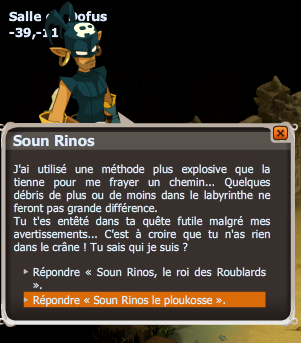 Salle du Dofus
-39,-11
Soun Rinos
J'ai utilisé une méthode plus explosive que la
tienne pour me frayer un chemin... Quelques
débris de plus ou de moins dans le labyrinthe ne
feront pas grande différence.
Tu t'es entêté dans ta quête futile malgré mes
avertissements... C'est à croire que tu n'as rien
dans le crâne ! Tu sais qui je suis ?
Répondre « Soun Rinos, le roi des Roublards
».
Répondre « Soun Rinos le ploukosse ».